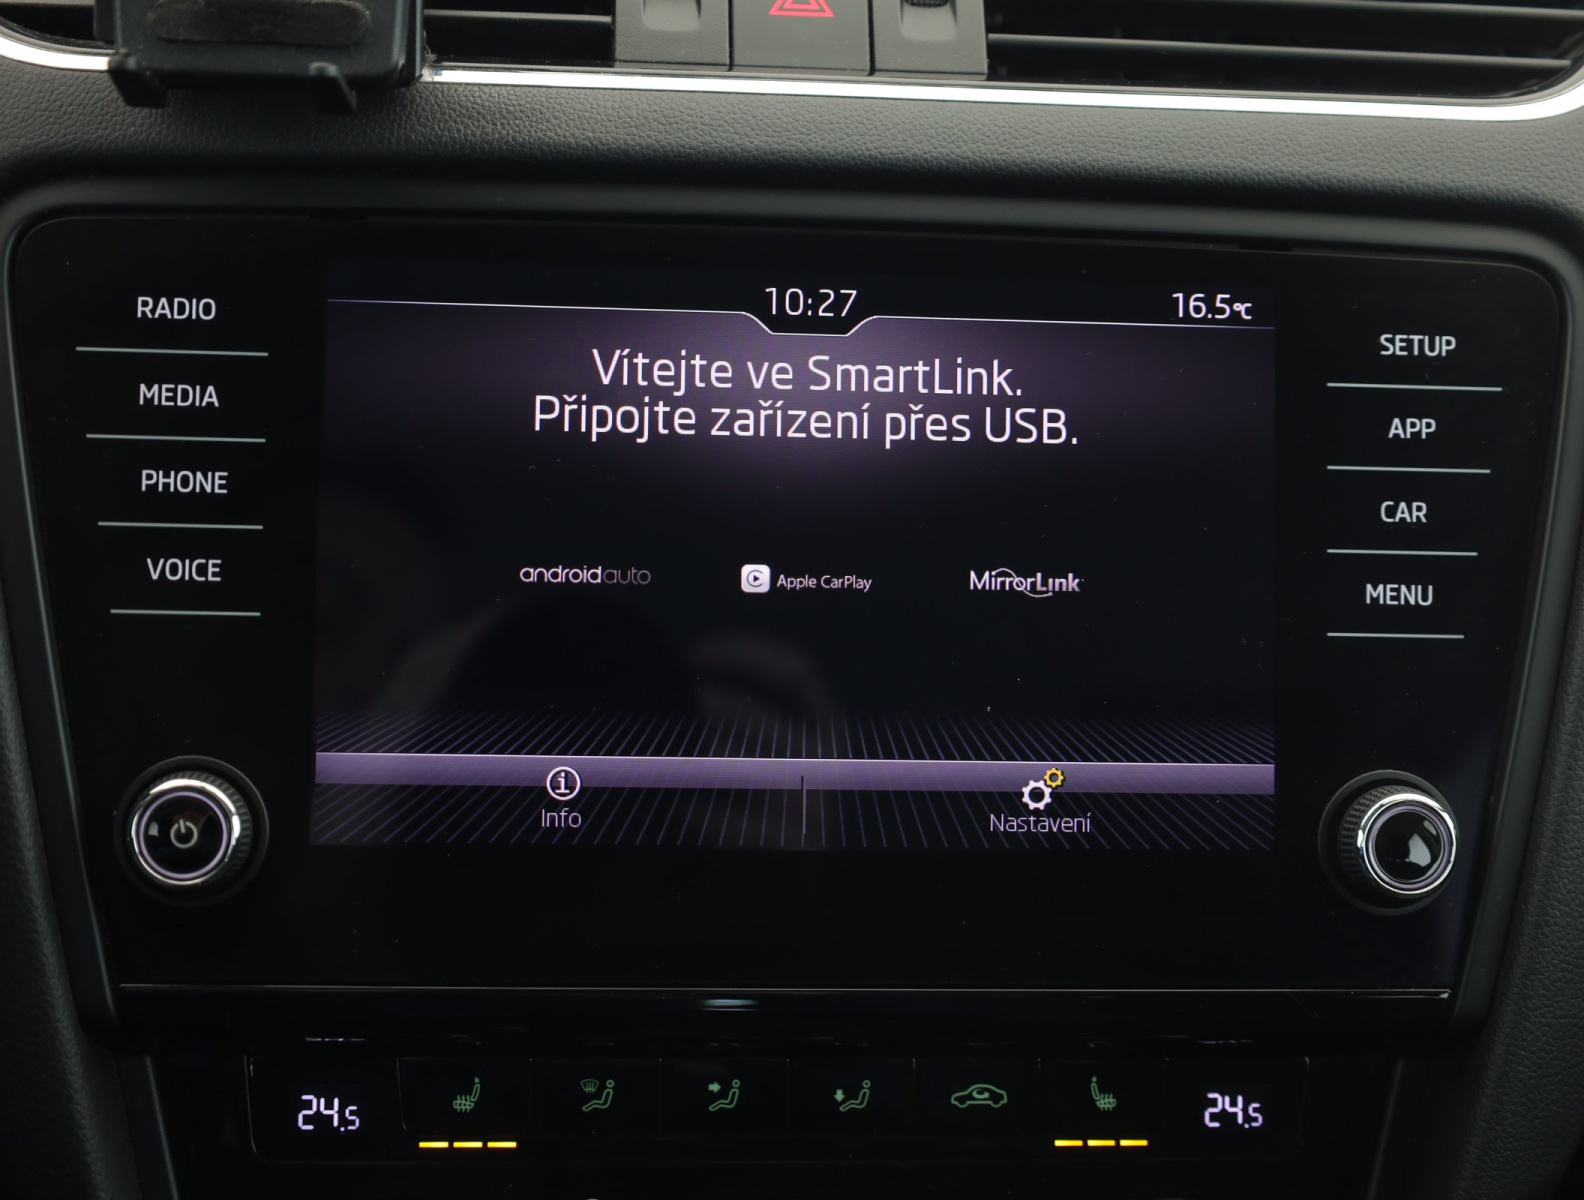 10:27
16.5°C
RADIO
MEDIA
PHONE
VOICE
Vítejte ve SmartLink.
Připojte zařízení přes USB.
androidauto
Apple CarPlay
MirrorLink
SETUP
APP
CAR
MENU
Info
Nastavení
24.5
24.5